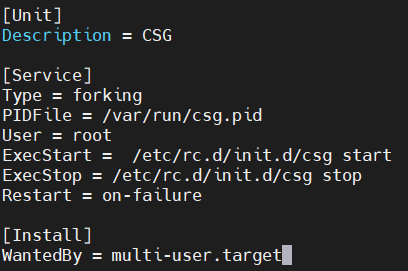 [Unit]
Description = CSG

[Service]
Type = forking
PIDFile = /var/run/csg.pid
User = root
ExecStart =  /etc/rc.d/init.d/csg start
ExecStop = /etc/rc.d/init.d/csg stop
Restart = on-failure

[Install]
WantedBy = multi-user.target